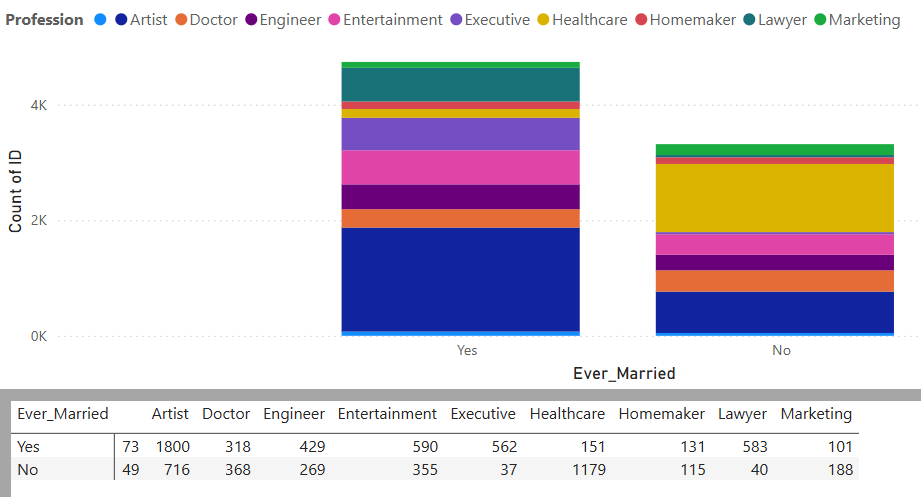 Profession Artist Doctor Engineer Entertainment Executive Healthcare Homemaker Lawyer Marketing
4K
2K
0K
Count of ID
Yes No
Ever_Married
Ever_Married Artist Doctor Engineer Entertainment Executive Healthcare Homemaker Lawyer Marketing
Yes 73 1800 318 429 590 562 151 131 583 101
No 49 716 368 269 355 37 1179 115 40 188